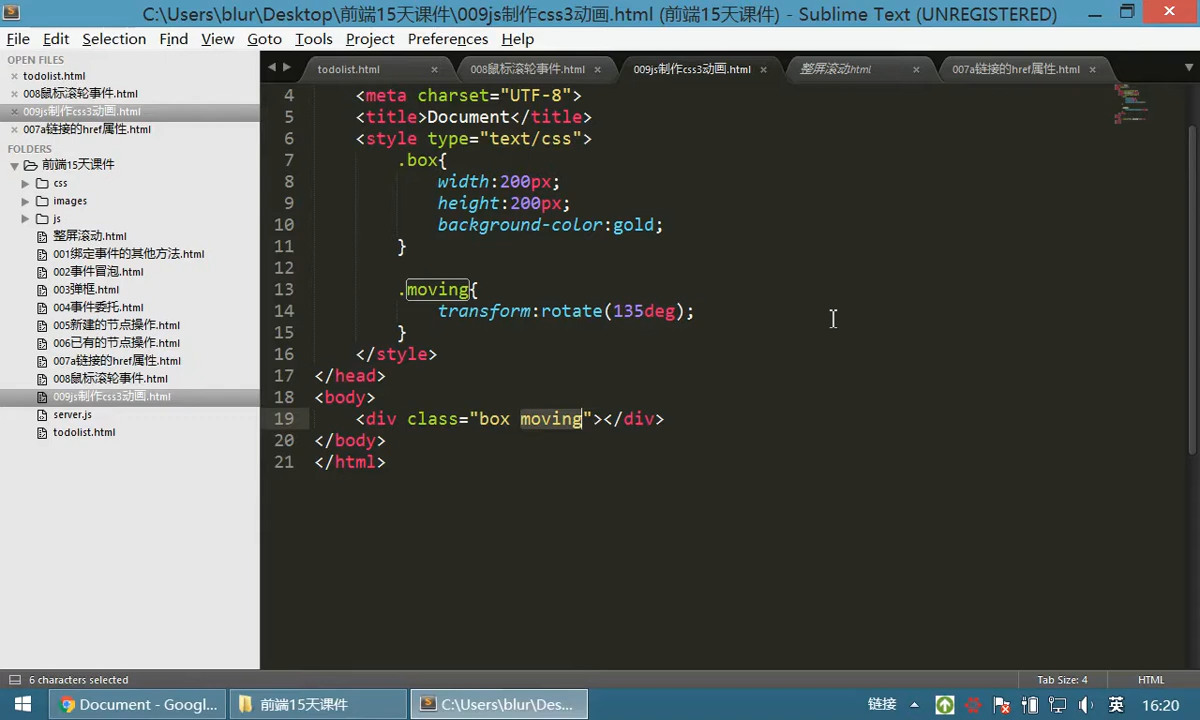 C:\Users\blur\Desktop\前端15天课件\009js制作css3动画.html (前端15天课件) - Sublime Text (UNREGISTERED)
File Edit Selection Find View Goto Tools Project Preferences Help
OPEN FILES
todolist.html
008鼠标滚轮事件.html
009js制作css3动画.html
007a链接的href属性.html
FOLDERS
前端15天课件
css
images
js
整屏滚动.html
001绑定事件的其他方法.html
002事件冒泡.html
003弹框.html
004事件委托.html
005新建的节点操作.html
006已有的节点操作.html
007a链接的href属性.html
008鼠标滚轮事件.html
009js制作css3动画.html
server.js
todolist.html
todolist.html 008鼠标滚轮事件.html 009js制作css3动画.html 整屏滚动.html 007a链接的href属性.html
4 <meta charset="UTF-8">
5 <title>Document</title>
6 <style type="text/css">
7 .box{
8 width:200px;
9 height:200px;
10 background-color:gold;
11 }
12
13 .moving{
14 transform:rotate(135deg);
15 }
16 </style>
17 </head>
18 <body>
19 <div class="box moving"></div>
20 </body>
21 </html>
6 characters selected Tab Size: 4 HTML
Document - Googl... 前端15天课件 C:\Users\blur\Des... 链接 英 16:20